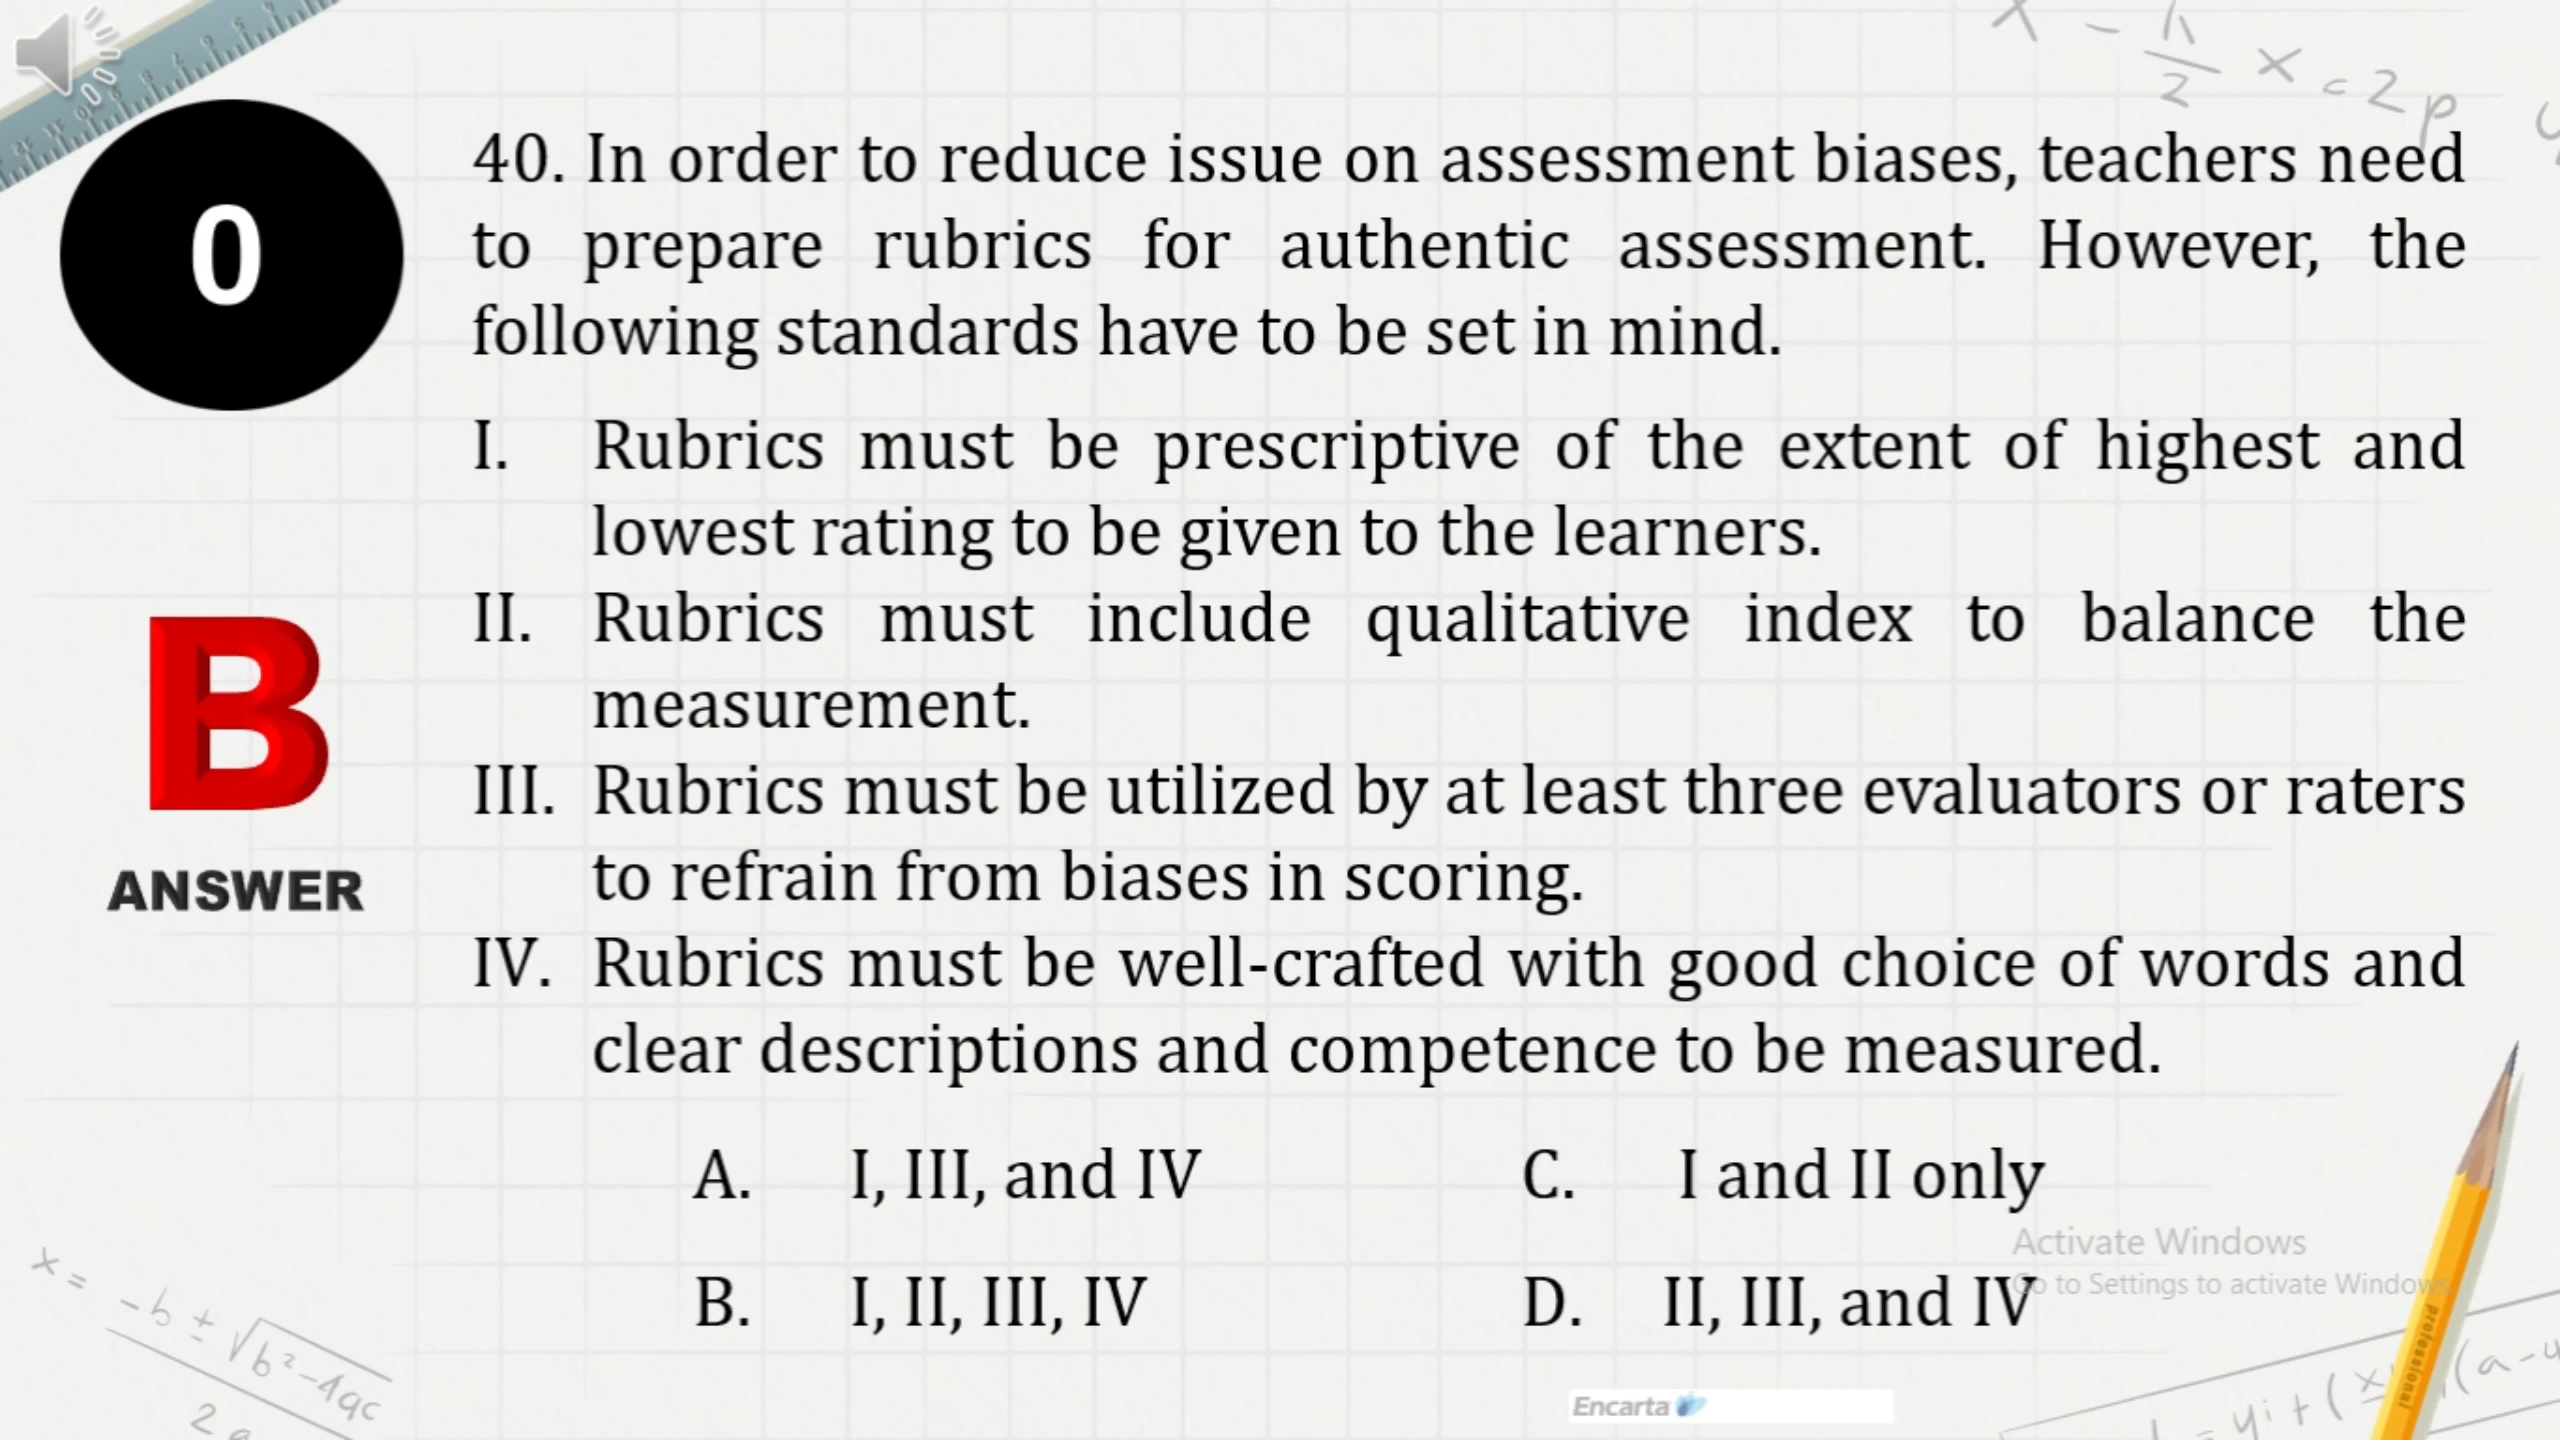 0
40. In order to reduce issue on assessment biases, teachers need
to prepare rubrics for authentic assessment. However, the
following standards have to be set in mind.
I. Rubrics must be prescriptive of the extent of highest and
lowest rating to be given to the learners.
II. Rubrics must include qualitative index to balance the
measurement.
III. Rubrics must be utilized by at least three evaluators or raters
to refrain from biases in scoring.
IV. Rubrics must be well-crafted with good choice of words and
clear descriptions and competence to be measured.
B
ANSWER
A. I, III, and IV
C. I and II only
B. I, II, III, IV
D. II, III, and IV
Activate Windows
Go to Settings to activate Windows.
Encarta
professional